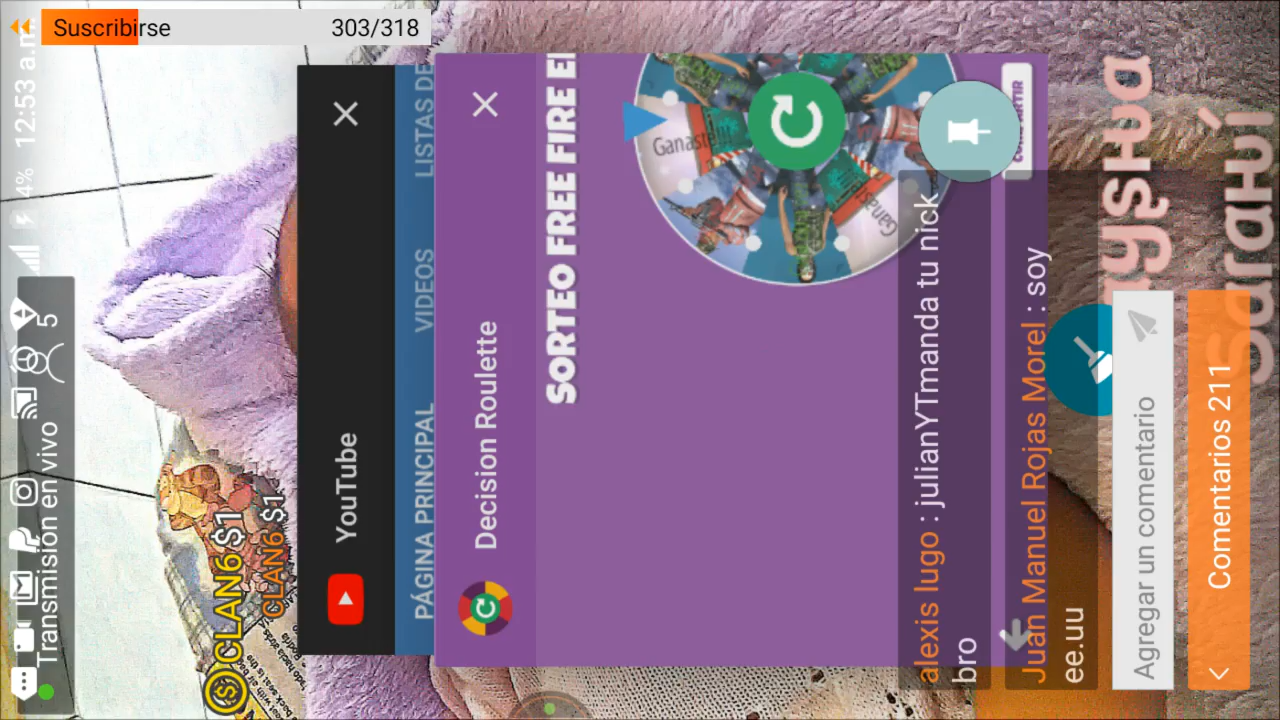 Suscribirse 303/318
4% 12:53 a.m.
Transmisión en vivo 5
$CLAN6 $1
CLAN6 $1
YouTube
PÁGINA PRINCIPAL VIDEOS LISTAS DE
Decision Roulette
SORTEO FREE FIRE
Ganaste
Ganaste
alexis lugo : julianYTmanda tu nick
bro
Juan Manuel Rojas Morel : soy
ee.uu
Agregar un comentario
Comentarios 211
Sarahuí